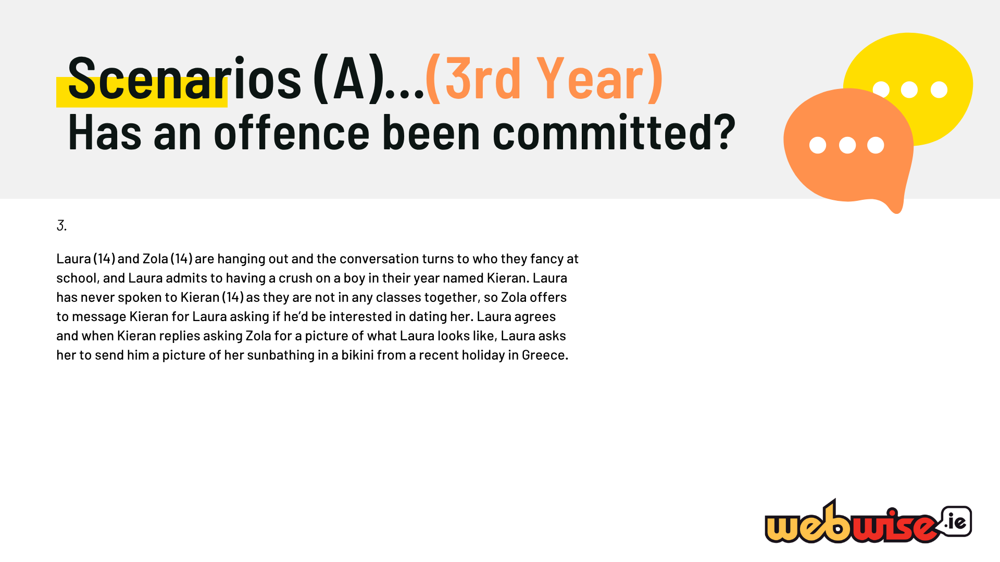 Scenarios (A)...(3rd Year)
Has an offence been committed?
3.
Laura (14) and Zola (14) are hanging out and the conversation turns to who they fancy at
school, and Laura admits to having a crush on a boy in their year named Kieran. Laura
has never spoken to Kieran (14) as they are not in any classes together, so Zola offers
to message Kieran for Laura asking if he’d be interested in dating her. Laura agrees
and when Kieran replies asking Zola for a picture of what Laura looks like, Laura asks
her to send him a picture of her sunbathing in a bikini from a recent holiday in Greece.
webwise.ie